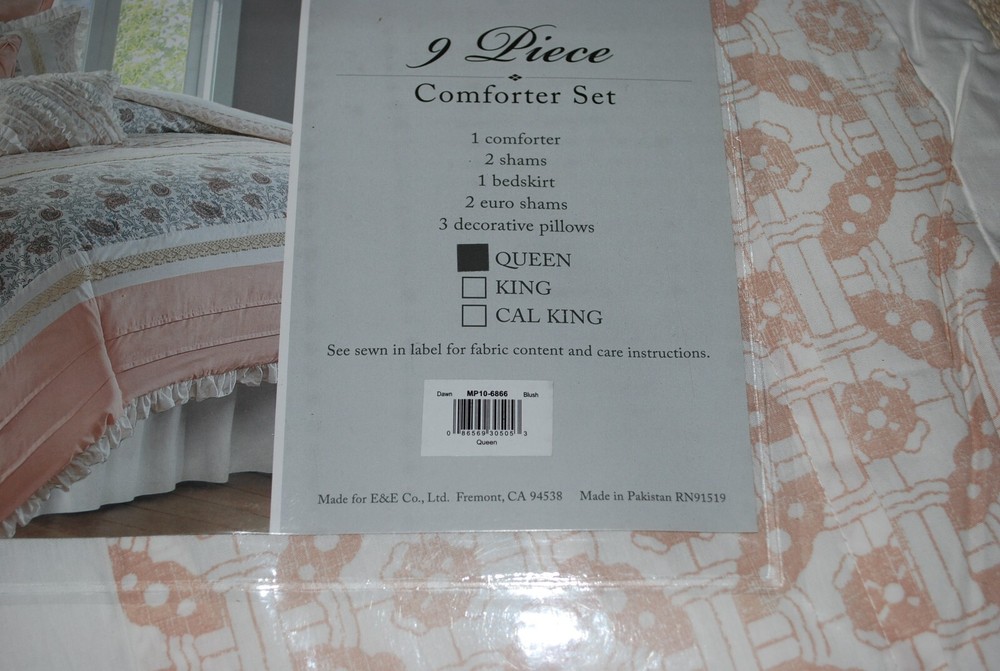 9 Piece
Comforter Set
1 comforter
2 shams
1 bedskirt
2 euro shams
3 decorative pillows
QUEEN
KING
CAL KING
See sewn in label for fabric content and care instructions.
Dawn MP10-6866 Blush
0 86569 30505 3
Queen
Made for E&E Co., Ltd. Fremont, CA 94538 Made in Pakistan RN91519